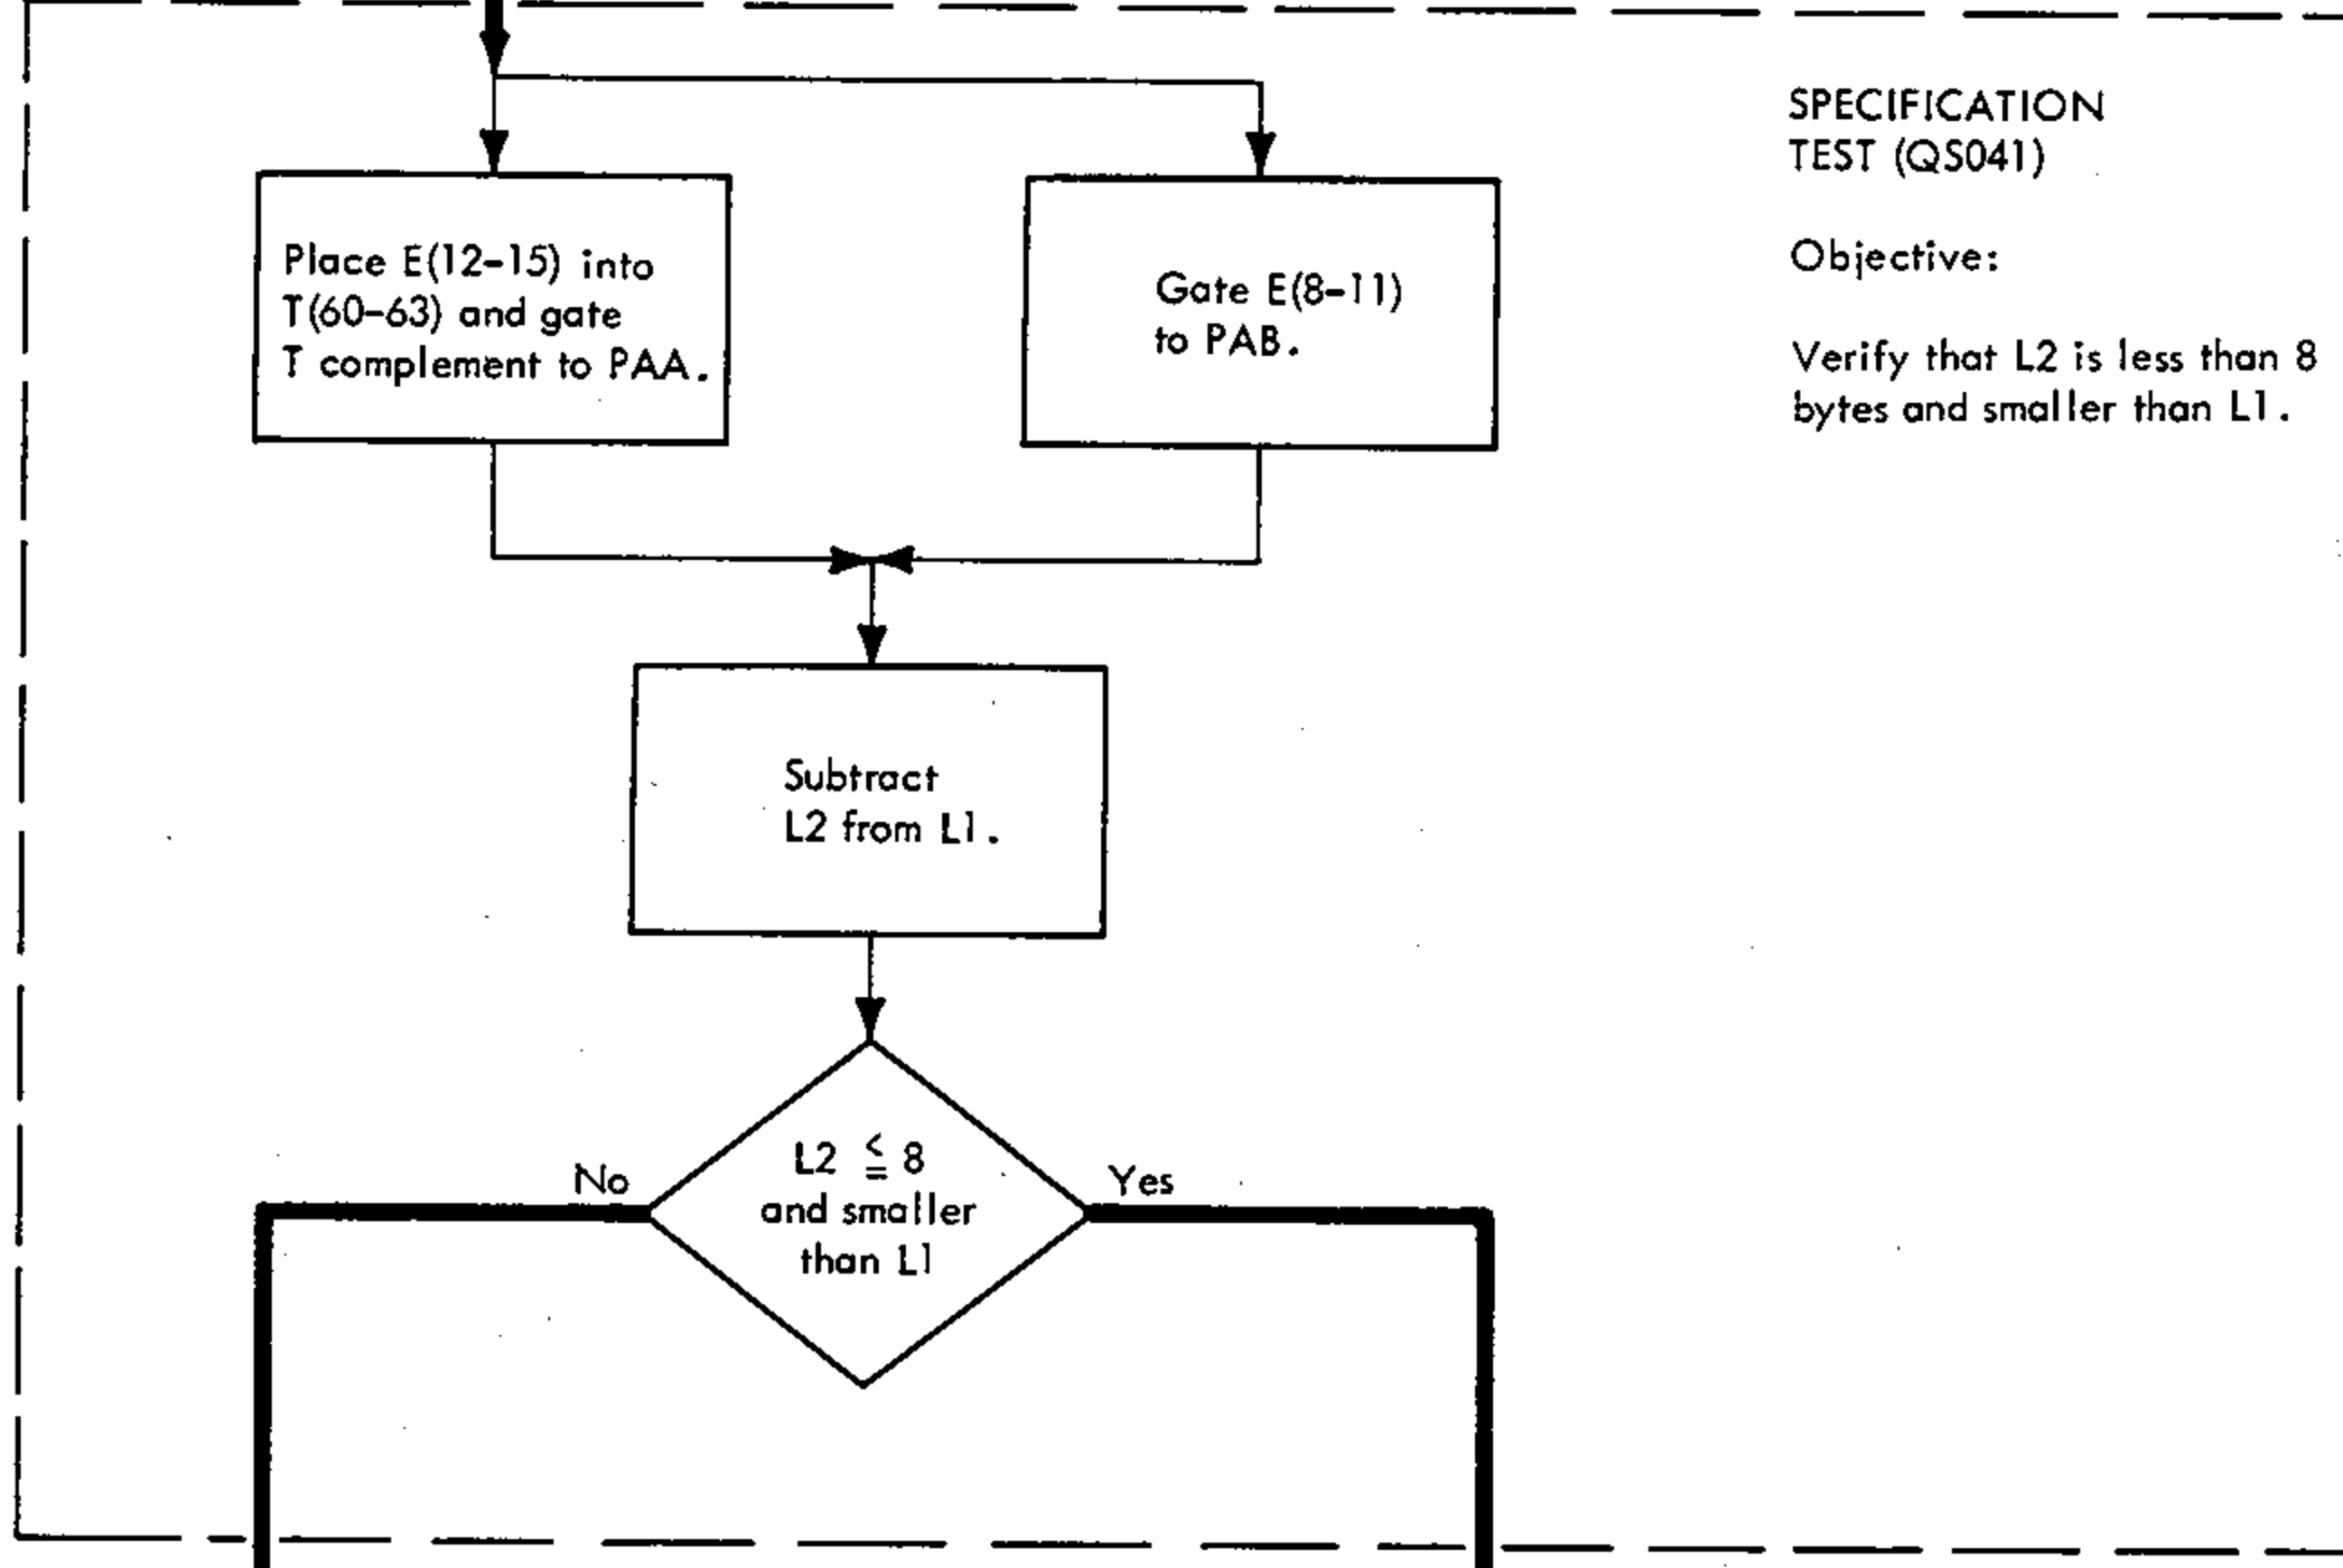 SPECIFICATION
TEST (QS041)
Objective:
Verify that L2 is less than 8
bytes and smaller than L1.
Place E(12-15) into
T(60-63) and gate
T complement to PAA.
Gate E(8-11)
to PAB.
Subtract
L2 from L1.
L2 ≦ 8
and smaller
than L1
No
Yes